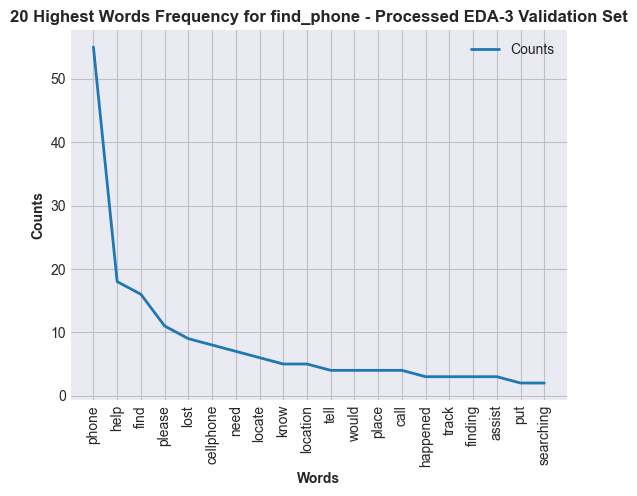 20 Highest Words Frequency for find_phone - Processed EDA-3 Validation Set
Counts
50
40
30
20
10
0
Counts
phone
help
find
please
lost
cellphone
need
locate
know
location
tell
would
place
call
happened
track
finding
assist
put
searching
Words